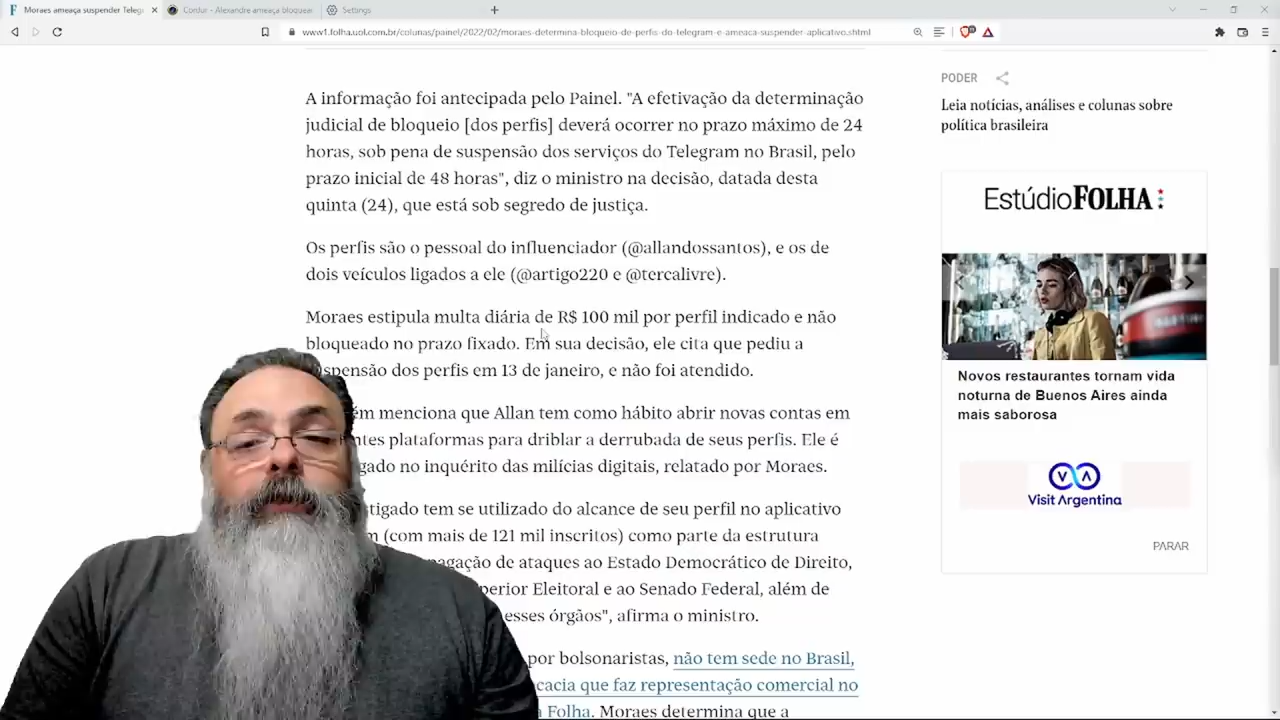 Moraes ameaça suspender Teleg
ConJur - Alexandre ameaça bloquear
Settings
www1.folha.uol.com.br/colunas/painel/2022/02/moraes-determina-bloqueio-de-perfis-do-telegram-e-ameaca-suspender-aplicativo.shtml
A informação foi antecipada pelo Painel. "A efetivação da determinação
judicial de bloqueio [dos perfis] deverá ocorrer no prazo máximo de 24
horas, sob pena de suspensão dos serviços do Telegram no Brasil, pelo
prazo inicial de 48 horas", diz o ministro na decisão, datada desta
quinta (24), que está sob segredo de justiça.
Os perfis são o pessoal do influenciador (@allandossantos), e os de
dois veículos ligados a ele (@artigo220 e @tercalivre).
Moraes estipula multa diária de R$ 100 mil por perfil indicado e não
bloqueado no prazo fixado. Em sua decisão, ele cita que pediu a
spensão dos perfis em 13 de janeiro, e não foi atendido.
ém menciona que Allan tem como hábito abrir novas contas em
ntes plataformas para driblar a derrubada de seus perfis. Ele é
gado no inquérito das milícias digitais, relatado por Moraes.
stigado tem se utilizado do alcance de seu perfil no aplicativo
m (com mais de 121 mil inscritos) como parte da estrutura
pagação de ataques ao Estado Democrático de Direito,
perior Eleitoral e ao Senado Federal, além de
esses órgãos", afirma o ministro.
por bolsonaristas, não tem sede no Brasil,
cacia que faz representação comercial no
a Folha. Moraes determina que a
PODER
Leia notícias, análises e colunas sobre
política brasileira
Estúdio FOLHA
Novos restaurantes tornam vida
noturna de Buenos Aires ainda
mais saborosa
VA
Visit Argentina
PARAR